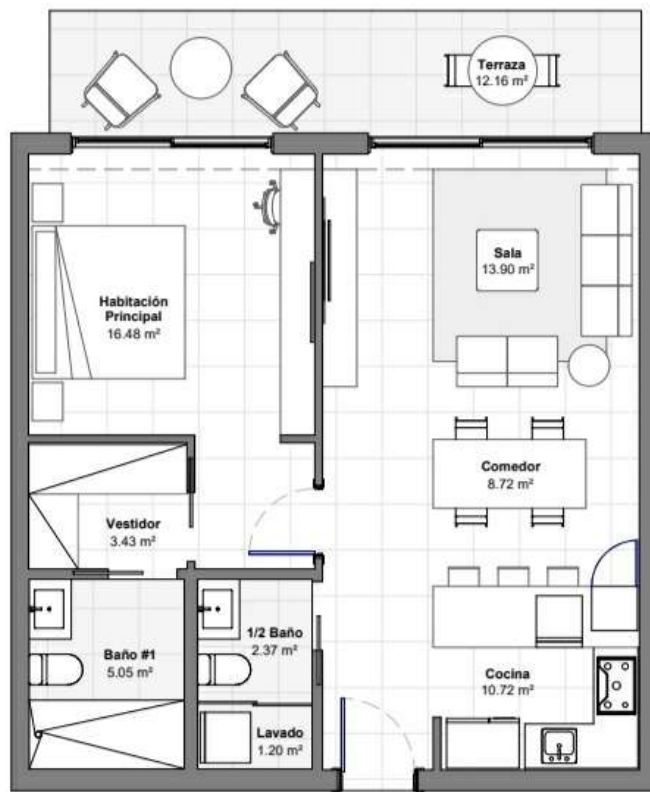 Terraza
12.16 m²
Sala
13.90 m²
Habitación
Principal
16.48 m²
Comedor
8.72 m²
Vestidor
3.43 m²
1/2 Baño
2.37 m²
Baño #1
5.05 m²
Cocina
10.72 m²
Lavado
1.20 m²